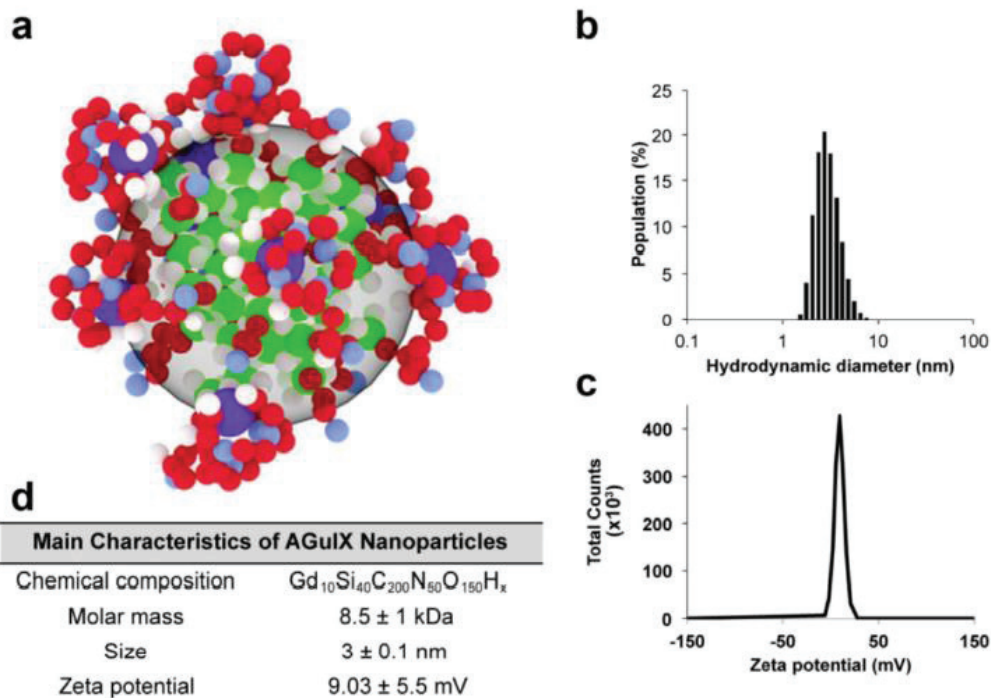 a
b
25
20
15
10
5
0
Population (%)
0.1 1 10 100
Hydrodynamic diameter (nm)
c
400
300
200
100
0
Total Counts
(x10³)
-150 -50 50 150
Zeta potential (mV)
d
Main Characteristics of AGuIX Nanoparticles
Chemical composition Gd₁₀Si₄₀C₂₀₀N₅₀O₁₅₀Hₓ
Molar mass 8.5 ± 1 kDa
Size 3 ± 0.1 nm
Zeta potential 9.03 ± 5.5 mV